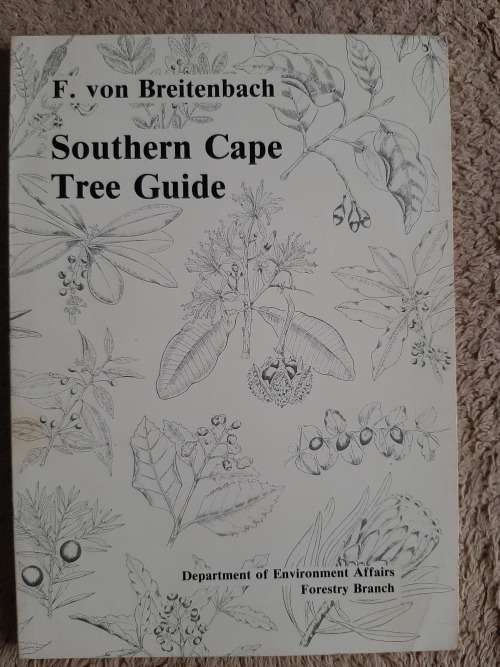 F. von Breitenbach
Southern Cape
Tree Guide
Department of Environment Affairs
Forestry Branch